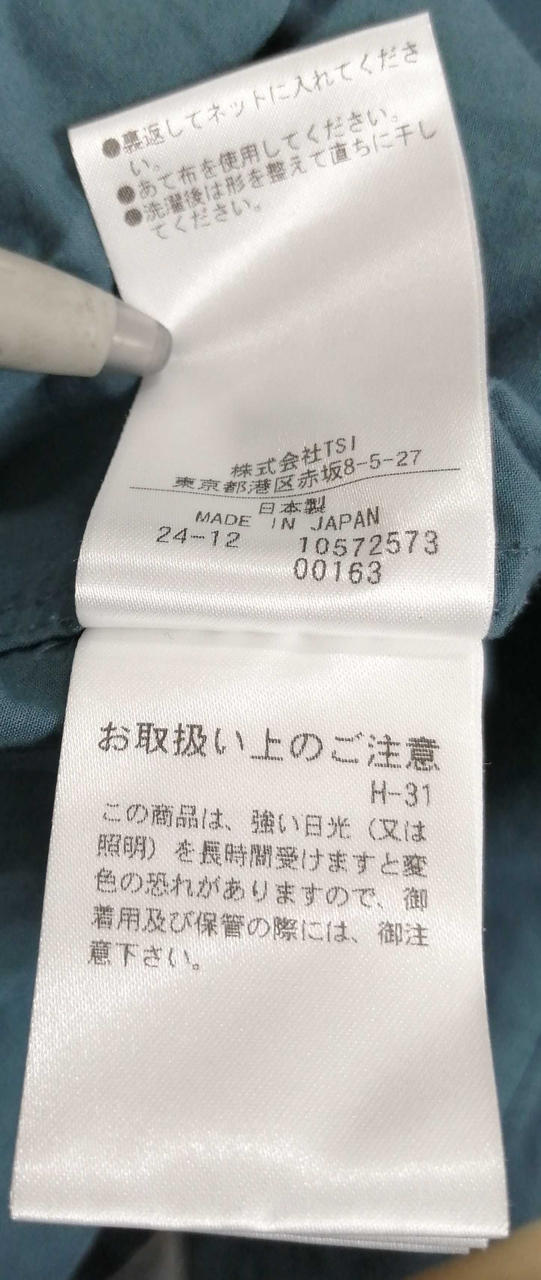 ●裏返してネットに入れてくださ
い。
●あて布を使用してください。
●洗濯後は形を整えて直ちに干し
てください。
株式会社TSI
東京都港区赤坂8-5-27
日本製
MADE IN JAPAN
24-12 10572573
00163
お取扱い上のご注意
H-31
この商品は、強い日光(又は
照明)を長時間受けますと変
色の恐れがありますので、御
着用及び保管の際には、御注
意下さい。